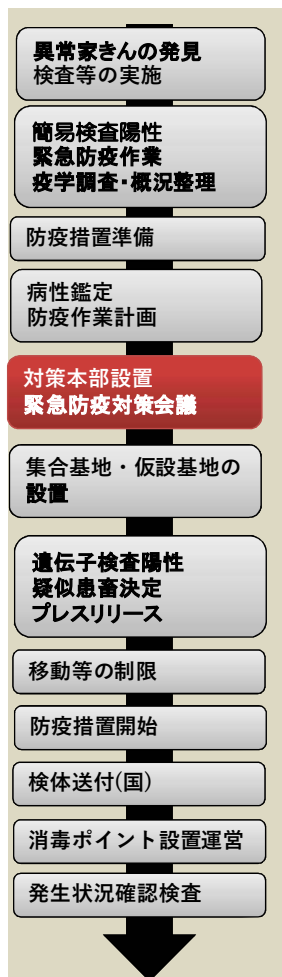 異常家きんの発見
検査等の実施
簡易検査陽性
緊急防疫作業
疫学調査・概況整理
防疫措置準備
病性鑑定
防疫作業計画
対策本部設置
緊急防疫対策会議
集合基地・仮設基地の
設置
遺伝子検査陽性
疑似患畜決定
プレスリリース
移動等の制限
防疫措置開始
検体送付(国)
消毒ポイント設置運営
発生状況確認検査